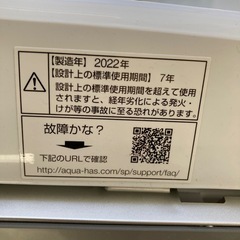 【製造年】2022年
【設計上の標準使用期間】7年
設計上の標準使用期間を超えて使用
されますと、経年劣化による発火・
けが等の事故に至る恐れがあります。
故障かな?
下記のURLで確認
http://aqua-has.com/sp/support/faq/